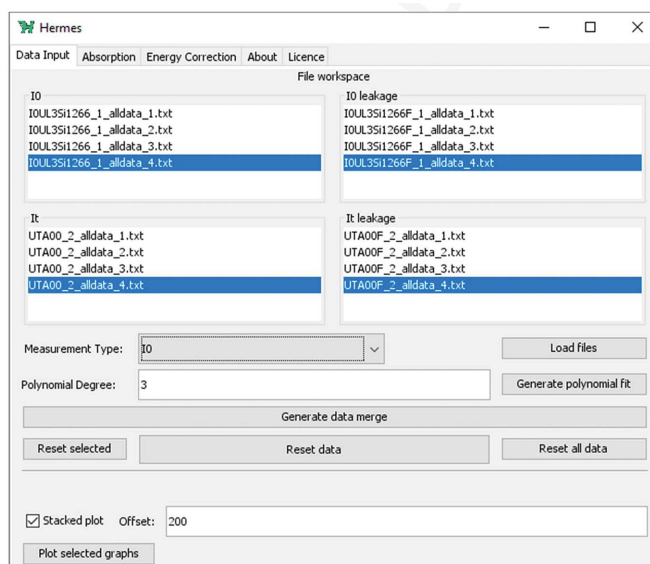 Hermes
Data Input Absorption Energy Correction About Licence
File workspace
I0
I0UL3Si1266_1_alldata_1.txt
I0UL3Si1266_1_alldata_2.txt
I0UL3Si1266_1_alldata_3.txt
I0UL3Si1266_1_alldata_4.txt
I0 leakage
I0UL3Si1266F_1_alldata_1.txt
I0UL3Si1266F_1_alldata_2.txt
I0UL3Si1266F_1_alldata_3.txt
I0UL3Si1266F_1_alldata_4.txt
It
UTA00_2_alldata_1.txt
UTA00_2_alldata_2.txt
UTA00_2_alldata_3.txt
UTA00_2_alldata_4.txt
It leakage
UTA00F_2_alldata_1.txt
UTA00F_2_alldata_2.txt
UTA00F_2_alldata_3.txt
UTA00F_2_alldata_4.txt
Measurement Type: I0 Load files
Polynomial Degree: 3 Generate polynomial fit
Generate data merge
Reset selected Reset data Reset all data
Stacked plot Offset: 200
Plot selected graphs